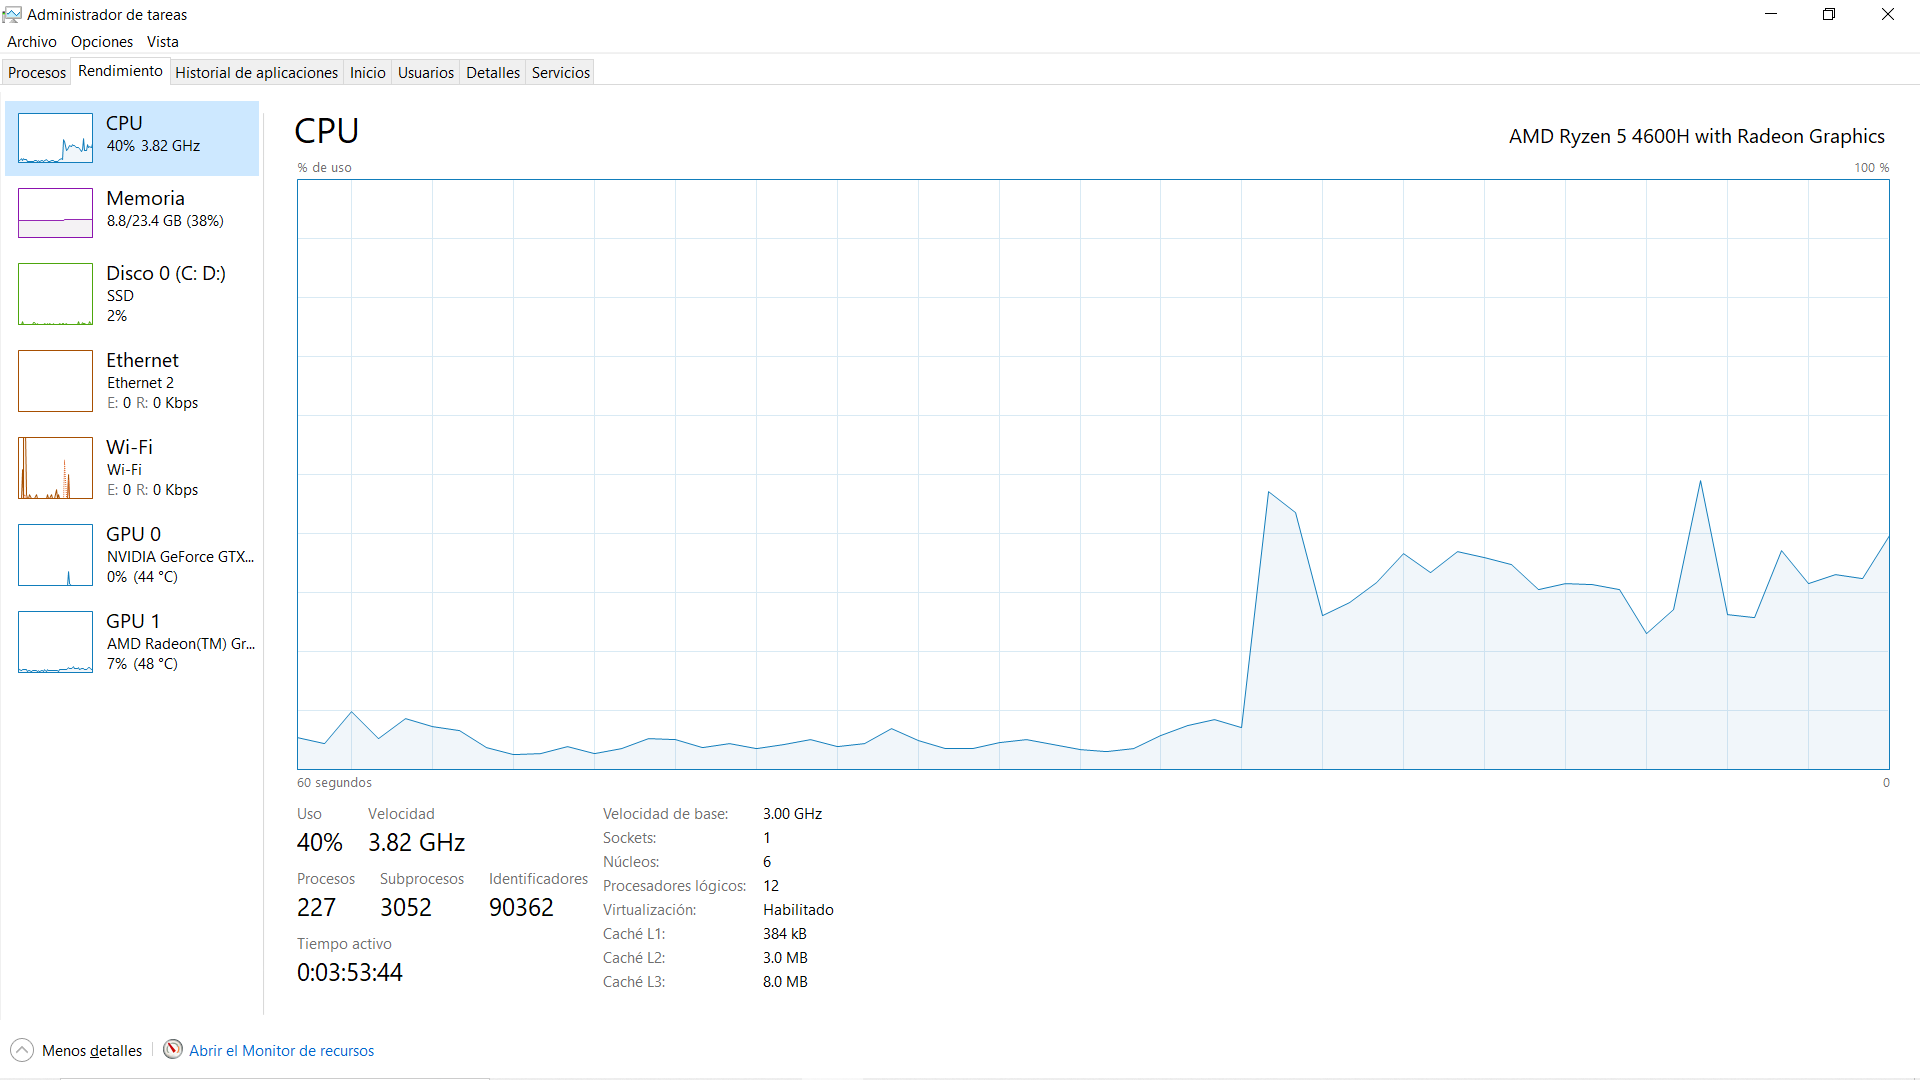 Administrador de tareas
Archivo Opciones Vista
Procesos Rendimiento Historial de aplicaciones Inicio Usuarios Detalles Servicios
CPU
40% 3.82 GHz
Memoria
8.8/23.4 GB (38%)
Disco 0 (C: D:)
SSD
2%
Ethernet
Ethernet 2
E: 0 R: 0 Kbps
Wi-Fi
Wi-Fi
E: 0 R: 0 Kbps
GPU 0
NVIDIA GeForce GTX...
0% (44 °C)
GPU 1
AMD Radeon(TM) Gr...
7% (48 °C)
CPU
AMD Ryzen 5 4600H with Radeon Graphics
% de uso 100 %
60 segundos 0
Uso Velocidad
40% 3.82 GHz
Procesos Subprocesos Identificadores
227 3052 90362
Tiempo activo
0:03:53:44
Velocidad de base: 3.00 GHz
Sockets: 1
Núcleos: 6
Procesadores lógicos: 12
Virtualización: Habilitado
Caché L1: 384 kB
Caché L2: 3.0 MB
Caché L3: 8.0 MB
Menos detalles Abrir el Monitor de recursos